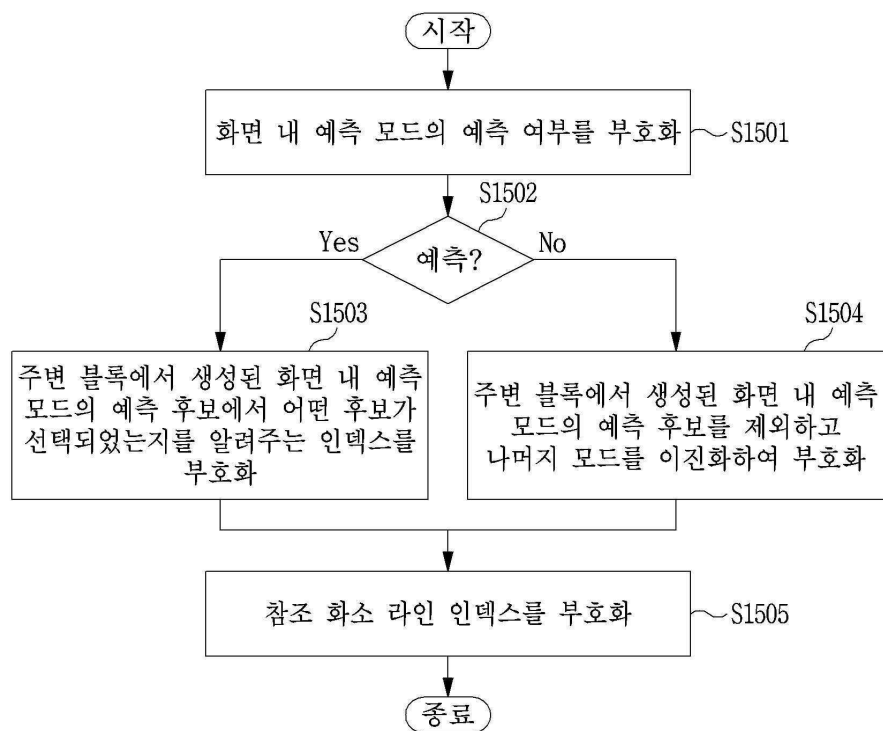 시작
화면 내 예측 모드의 예측 여부를 부호화
S1501
S1502
Yes
예측?
No
S1503
S1504
주변 블록에서 생성된 화면 내 예측
모드의 예측 후보에서 어떤 후보가
선택되었는지를 알려주는 인덱스를
부호화
주변 블록에서 생성된 화면 내 예측
모드의 예측 후보를 제외하고
나머지 모드를 이진화하여 부호화
참조 화소 라인 인덱스를 부호화
S1505
종료